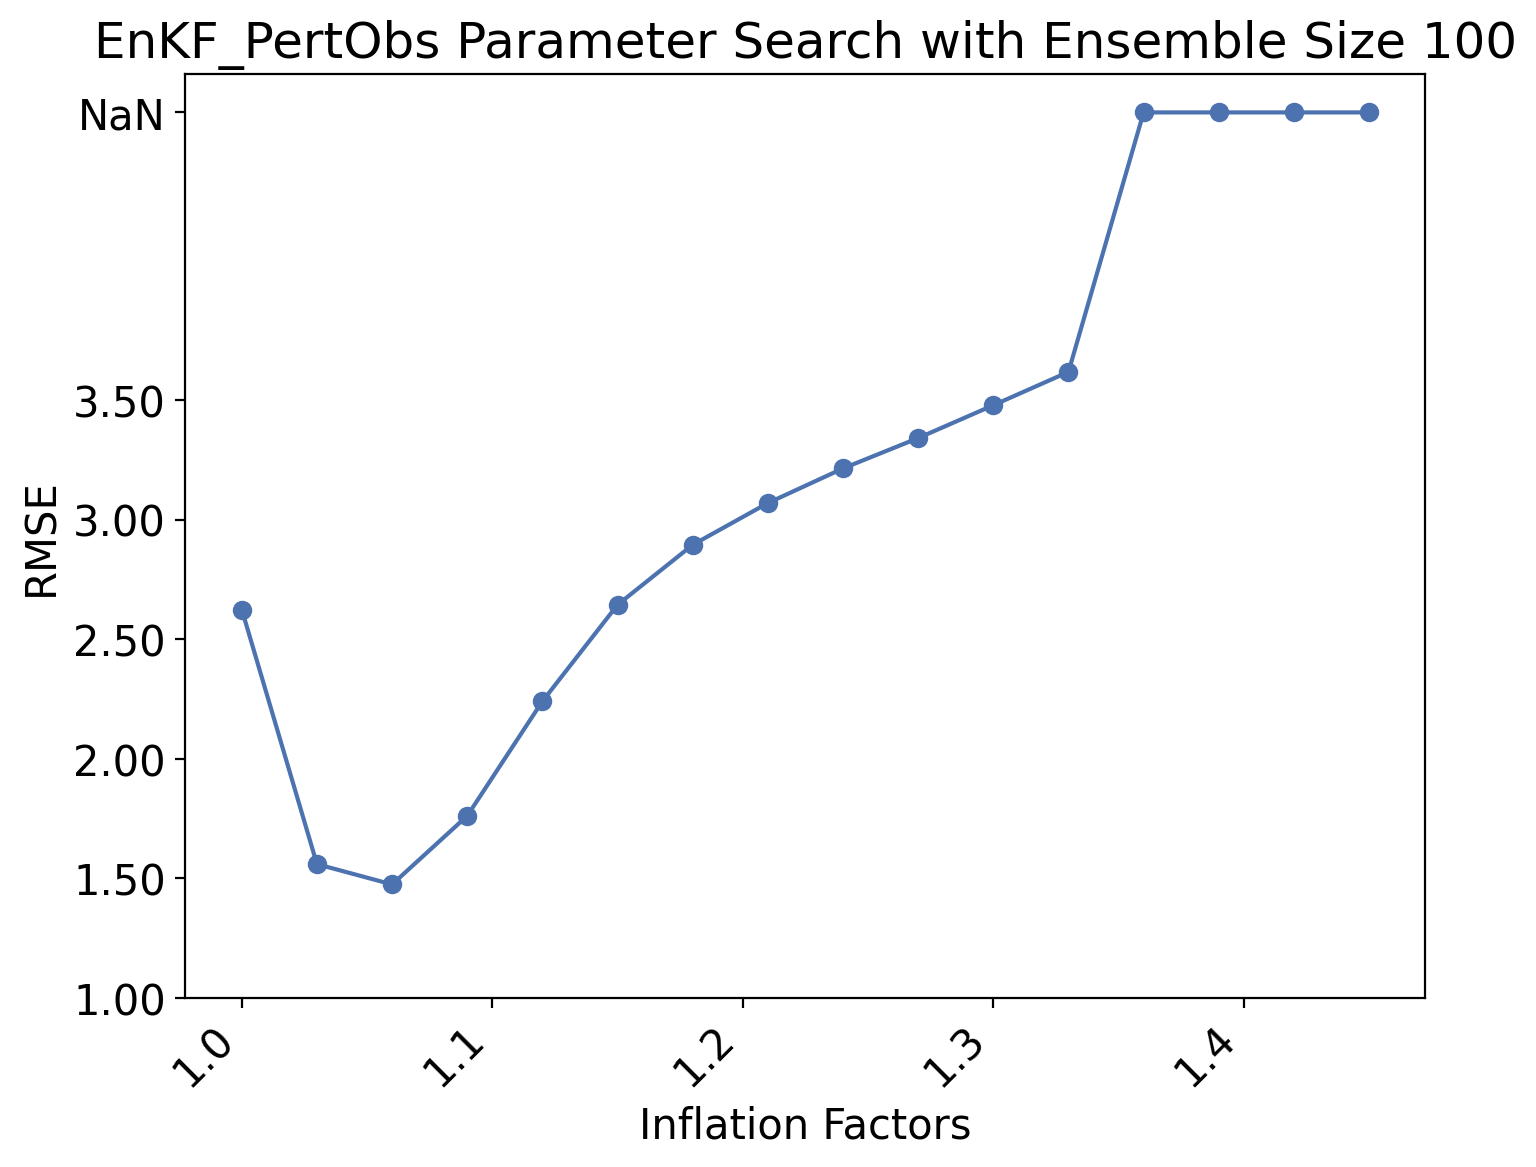 EnKF_PertObs Parameter Search with Ensemble Size 100
NaN
3.50
3.00
2.50
2.00
1.50
1.00
RMSE
1.0
1.1
1.2
1.3
1.4
Inflation Factors